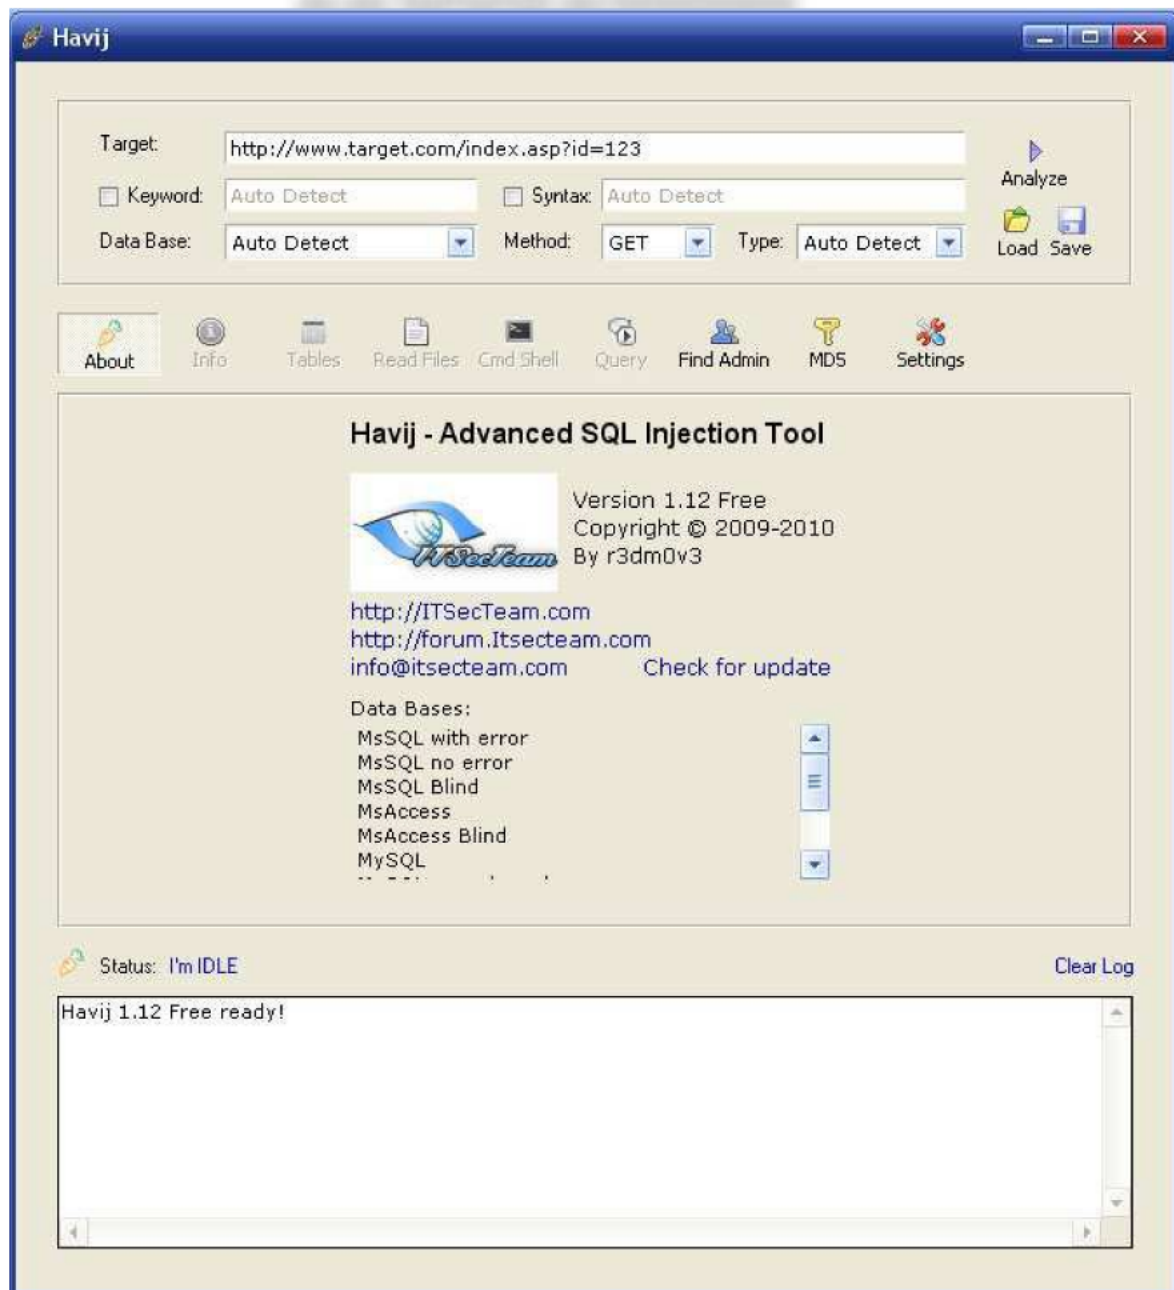 Havij
Target: http://www.target.com/index.asp?id=123
Analyze
Keyword: Auto Detect Syntax: Auto Detect
Data Base: Auto Detect Method: GET Type: Auto Detect
Load Save
About Info Tables Read Files Cmd Shell Query Find Admin MD5 Settings
Havij - Advanced SQL Injection Tool
ITSecTeam
Version 1.12 Free
Copyright © 2009-2010
By r3dm0v3
http://ITSecTeam.com
http://forum.Itsecteam.com
info@itsecteam.com Check for update
Data Bases:
MsSQL with error
MsSQL no error
MsSQL Blind
MsAccess
MsAccess Blind
MySQL
Status: I'm IDLE Clear Log
Havij 1.12 Free ready!